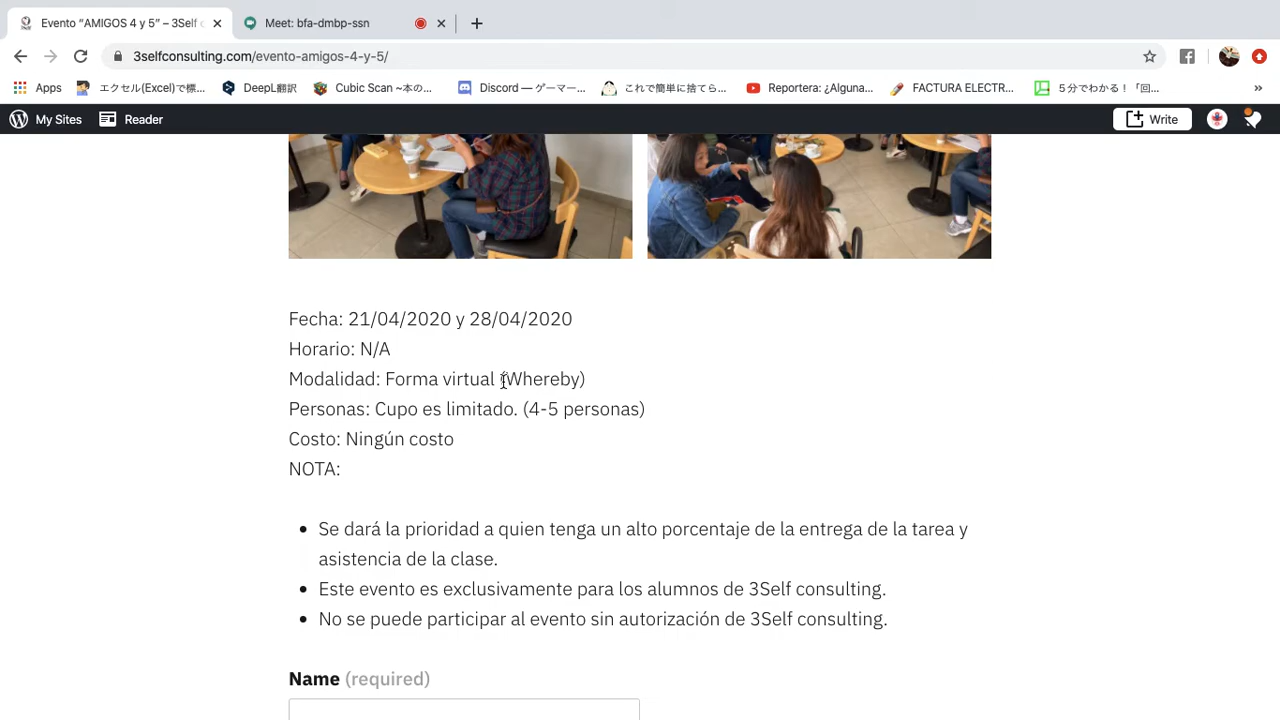 Evento “AMIGOS 4 y 5” – 3Self c
Meet: bfa-dmbp-ssn
3selfconsulting.com/evento-amigos-4-y-5/
Apps
エクセル(Excel)で標...
DeepL翻訳
Cubic Scan ~本の...
Discord — ゲーマー...
これで簡単に捨てら...
Reportera: ¿Alguna...
FACTURA ELECTR...
５分でわかる！「回...
My Sites
Reader
Write
Fecha: 21/04/2020 y 28/04/2020
Horario: N/A
Modalidad: Forma virtual (Whereby)
Personas: Cupo es limitado. (4-5 personas)
Costo: Ningún costo
NOTA:
Se dará la prioridad a quien tenga un alto porcentaje de la entrega de la tarea y
asistencia de la clase.
Este evento es exclusivamente para los alumnos de 3Self consulting.
No se puede participar al evento sin autorización de 3Self consulting.
Name (required)